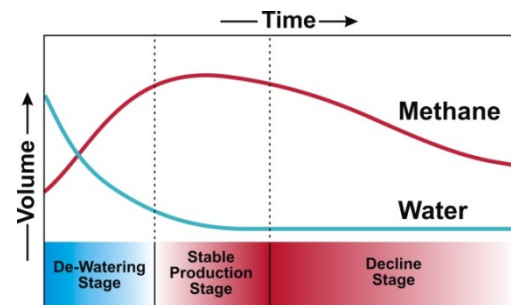 Time
Volume
Methane
Water
De-Watering
Stage
Stable
Production
Stage
Decline
Stage